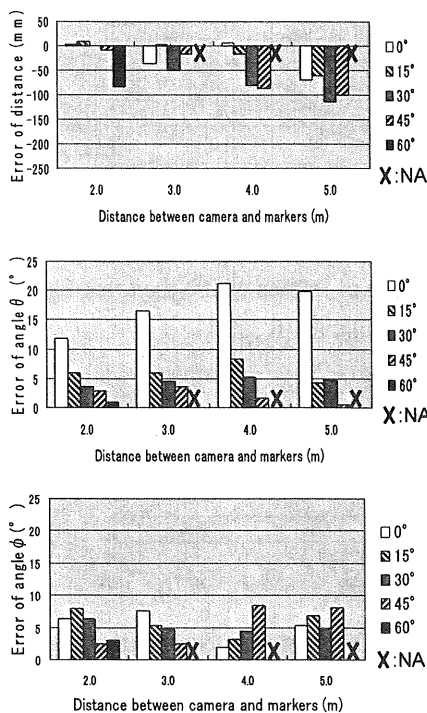 Error of distance (mm)
50
0
-50
-100
-150
-200
-250
2.0 3.0 4.0 5.0
Distance between camera and markers (m)
0°
15°
30°
45°
60°
X:NA
X X X
Error of angle θ (°)
25
20
15
10
5
0
2.0 3.0 4.0 5.0
Distance between camera and markers (m)
0°
15°
30°
45°
60°
X:NA
X X X
Error of angle ϕ (°)
25
20
15
10
5
0
2.0 3.0 4.0 5.0
Distance between camera and markers (m)
0°
15°
30°
45°
60°
X:NA
X X X